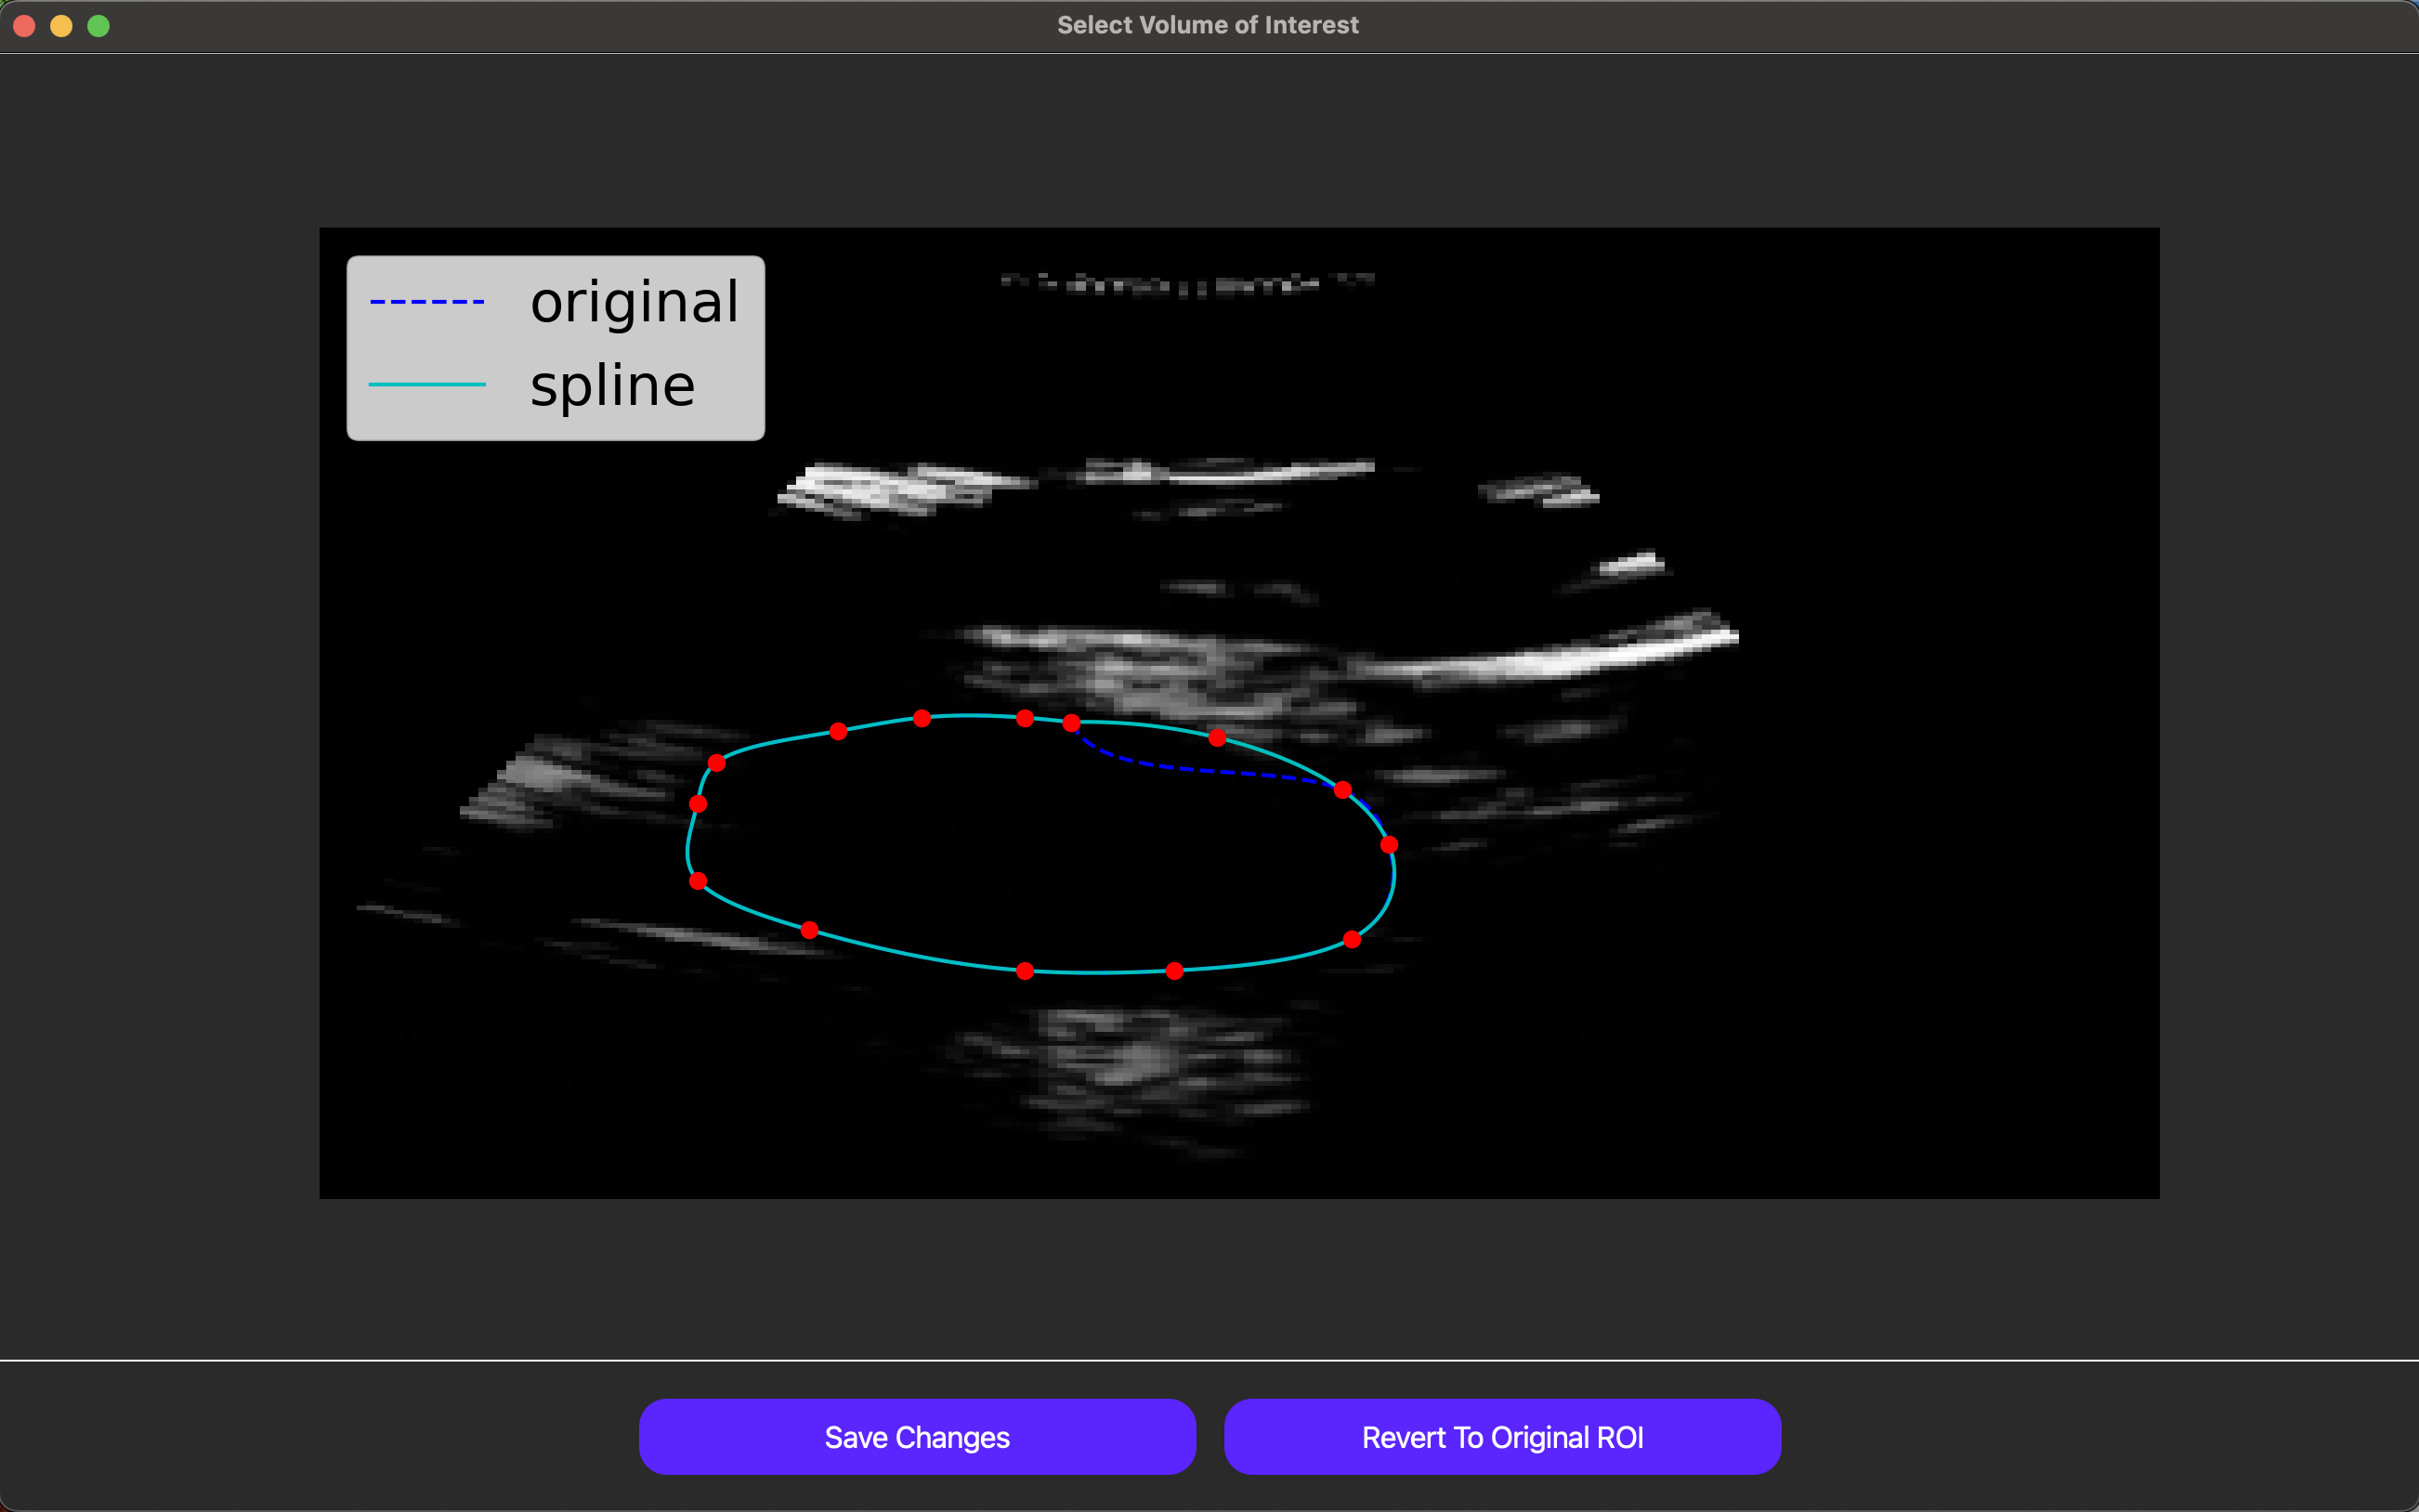 Select Volume of Interest
original
spline
Save Changes
Revert To Original ROI